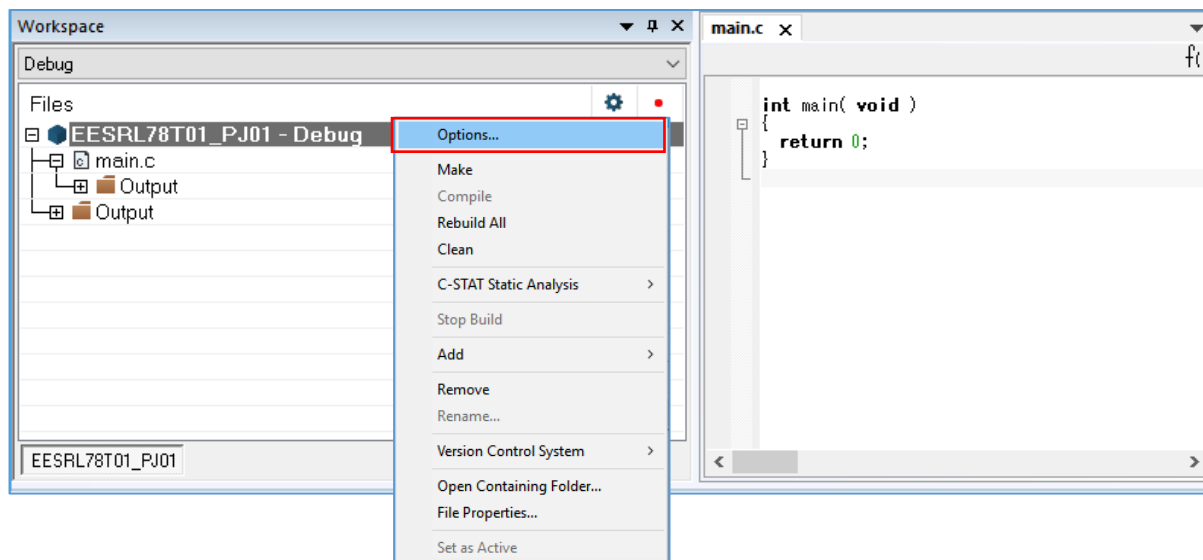 Workspace
Debug
Files
EESRL78T01_PJ01 - Debug
main.c
Output
Output
EESRL78T01_PJ01
Options...
Make
Compile
Rebuild All
Clean
C-STAT Static Analysis
Stop Build
Add
Remove
Rename...
Version Control System
Open Containing Folder...
File Properties...
Set as Active
main.c
int main( void )
{
return 0;
}